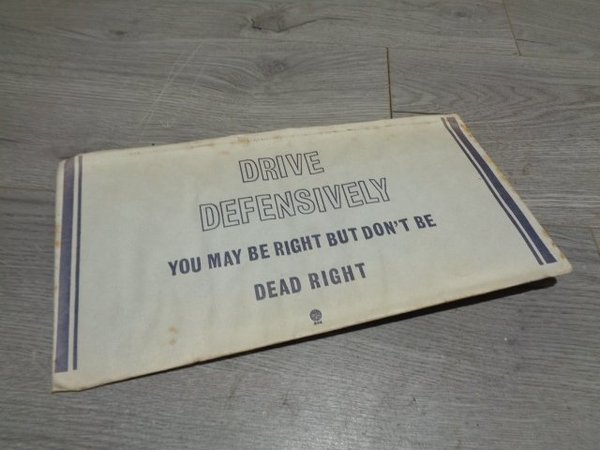 DRIVE
DEFENSIVELY
YOU MAY BE RIGHT BUT DON'T BE
DEAD RIGHT